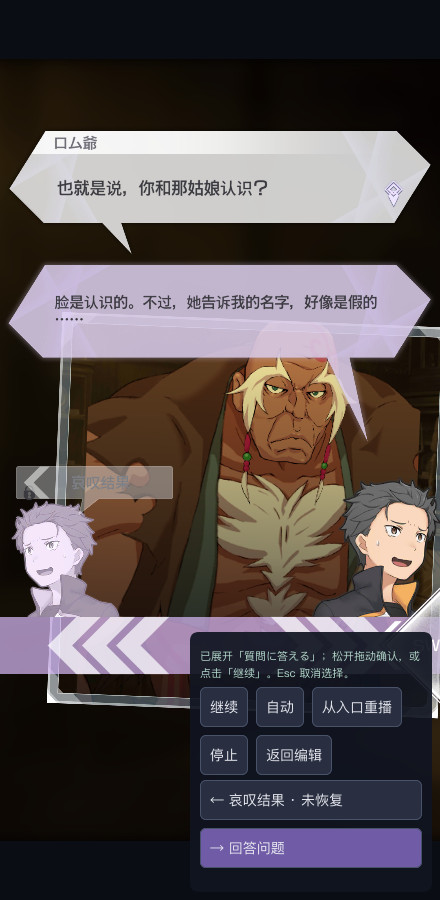 ロム爺
也就是说，你和那姑娘认识？
脸是认识的。不过，她告诉我的名字，好像是假的
……
哀叹结果
已展开「質問に答える」；松开拖动确认，或
点击「继续」。Esc 取消选择。
继续
自动
从入口重播
停止
返回编辑
← 哀叹结果 · 未恢复
→ 回答问题